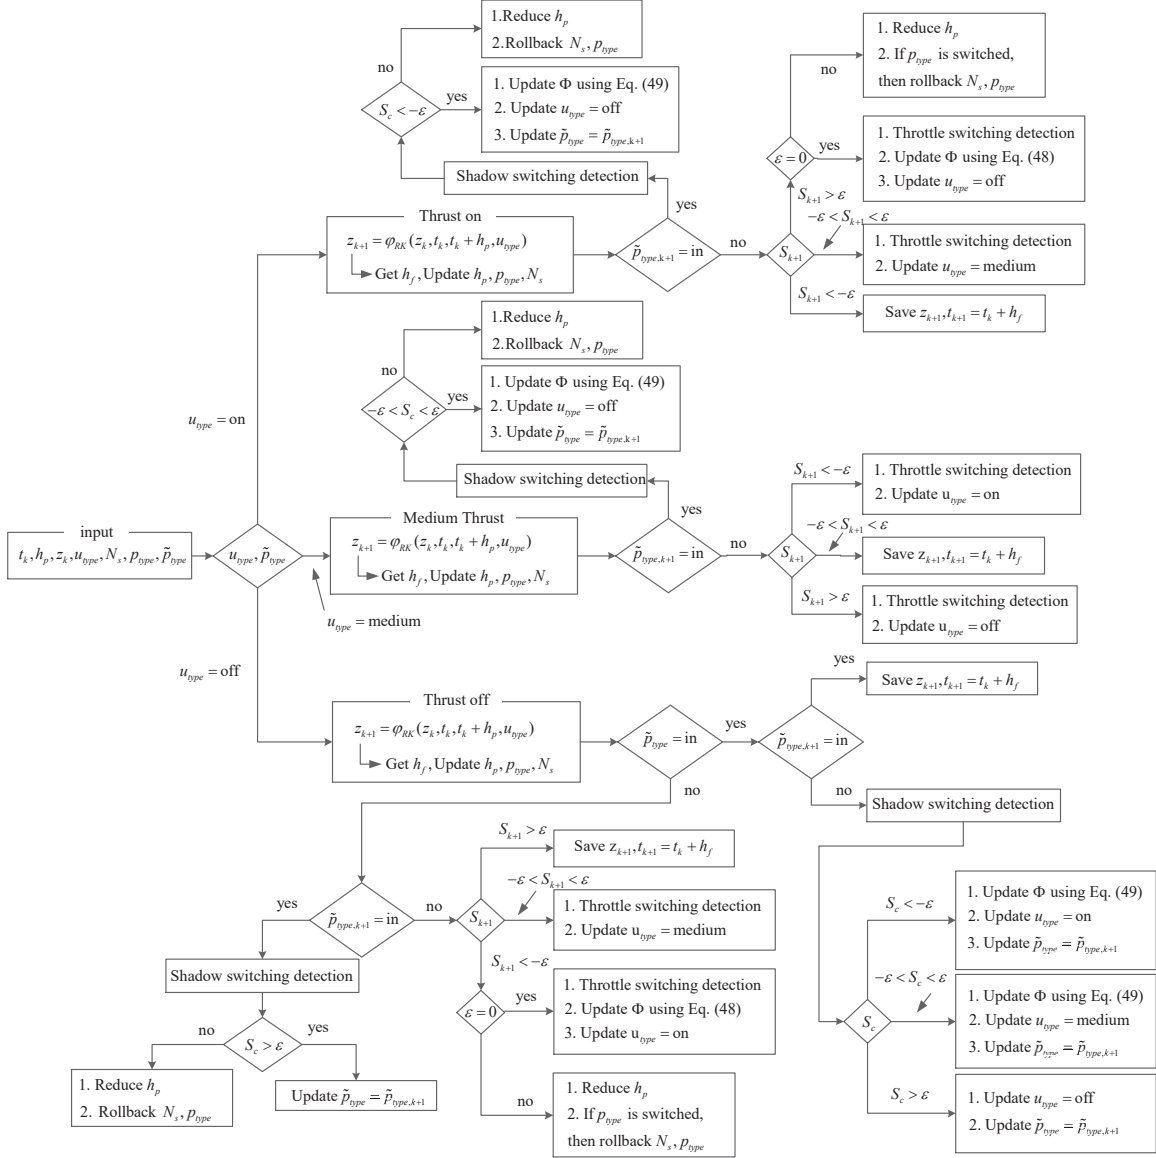 1.Reduce h_p
2.Rollback N_s, p_type
no
S_c < -ε
yes
1. Update Φ using Eq. (49)
2. Update u_type = off
3. Update p̃_type = p̃_type,k+1
Shadow switching detection
yes
1. Reduce h_p
2. If p_type is switched,
then rollback N_s, p_type
no
ε = 0
yes
1. Throttle switching detection
2. Update Φ using Eq. (48)
3. Update u_type = off
S_k+1 > ε
-ε < S_k+1 < ε
Thrust on
z_k+1 = φ_RK(z_k, t_k, t_k + h_p, u_type)
Get h_f, Update h_p, p_type, N_s
p̃_type,k+1 = in
no
S_k+1
1. Throttle switching detection
2. Update u_type = medium
S_k+1 < -ε
Save z_k+1, t_k+1 = t_k + h_f
u_type = on
1.Reduce h_p
2.Rollback N_s, p_type
no
-ε < S_c < ε
yes
1. Update Φ using Eq. (49)
2. Update u_type = off
3. Update p̃_type = p̃_type,k+1
Shadow switching detection
yes
input
t_k, h_p, z_k, u_type, N_s, p_type, p̃_type
u_type, p̃_type
u_type = medium
Medium Thrust
z_k+1 = φ_RK(z_k, t_k, t_k + h_p, u_type)
Get h_f, Update h_p, p_type, N_s
p̃_type,k+1 = in
no
S_k+1
S_k+1 < -ε
1. Throttle switching detection
2. Update u_type = on
-ε < S_k+1 < ε
Save z_k+1, t_k+1 = t_k + h_f
S_k+1 > ε
1. Throttle switching detection
2. Update u_type = off
u_type = off
Thrust off
z_k+1 = φ_RK(z_k, t_k, t_k + h_p, u_type)
Get h_f, Update h_p, p_type, N_s
p̃_type = in
yes
p̃_type,k+1 = in
yes
Save z_k+1, t_k+1 = t_k + h_f
no
Shadow switching detection
no
p̃_type,k+1 = in
yes
Shadow switching detection
S_c > ε
no
1. Reduce h_p
2. Rollback N_s, p_type
yes
Update p̃_type = p̃_type,k+1
no
S_k+1
S_k+1 > ε
Save z_k+1, t_k+1 = t_k + h_f
-ε < S_k+1 < ε
1. Throttle switching detection
2. Update u_type = medium
S_k+1 < -ε
ε = 0
yes
1. Throttle switching detection
2. Update Φ using Eq. (48)
3. Update u_type = on
no
1. Reduce h_p
2. If p_type is switched,
then rollback N_s, p_type
S_c
S_c < -ε
1. Update Φ using Eq. (49)
2. Update u_type = on
3. Update p̃_type = p̃_type,k+1
-ε < S_c < ε
1. Update Φ using Eq. (49)
2. Update u_type = medium
3. Update p̃_type = p̃_type,k+1
S_c > ε
1. Update u_type = off
2. Update p̃_type = p̃_type,k+1